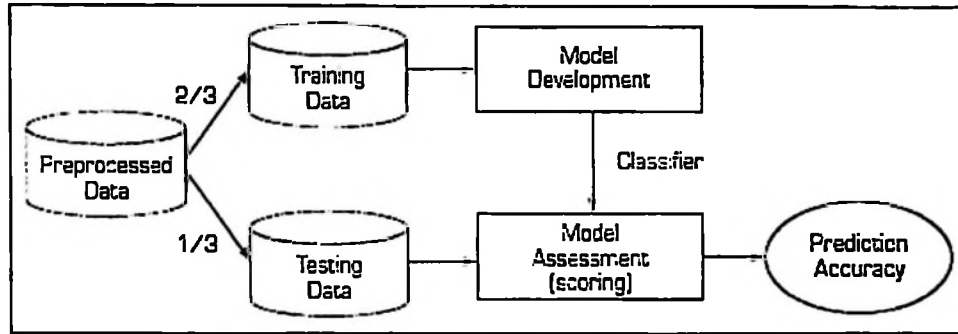 Training
Data
Model
Development
2/3
Preprocessed
Data
Classifier
1/3
Testing
Data
Model
Assessment
(scoring)
Prediction
Accuracy